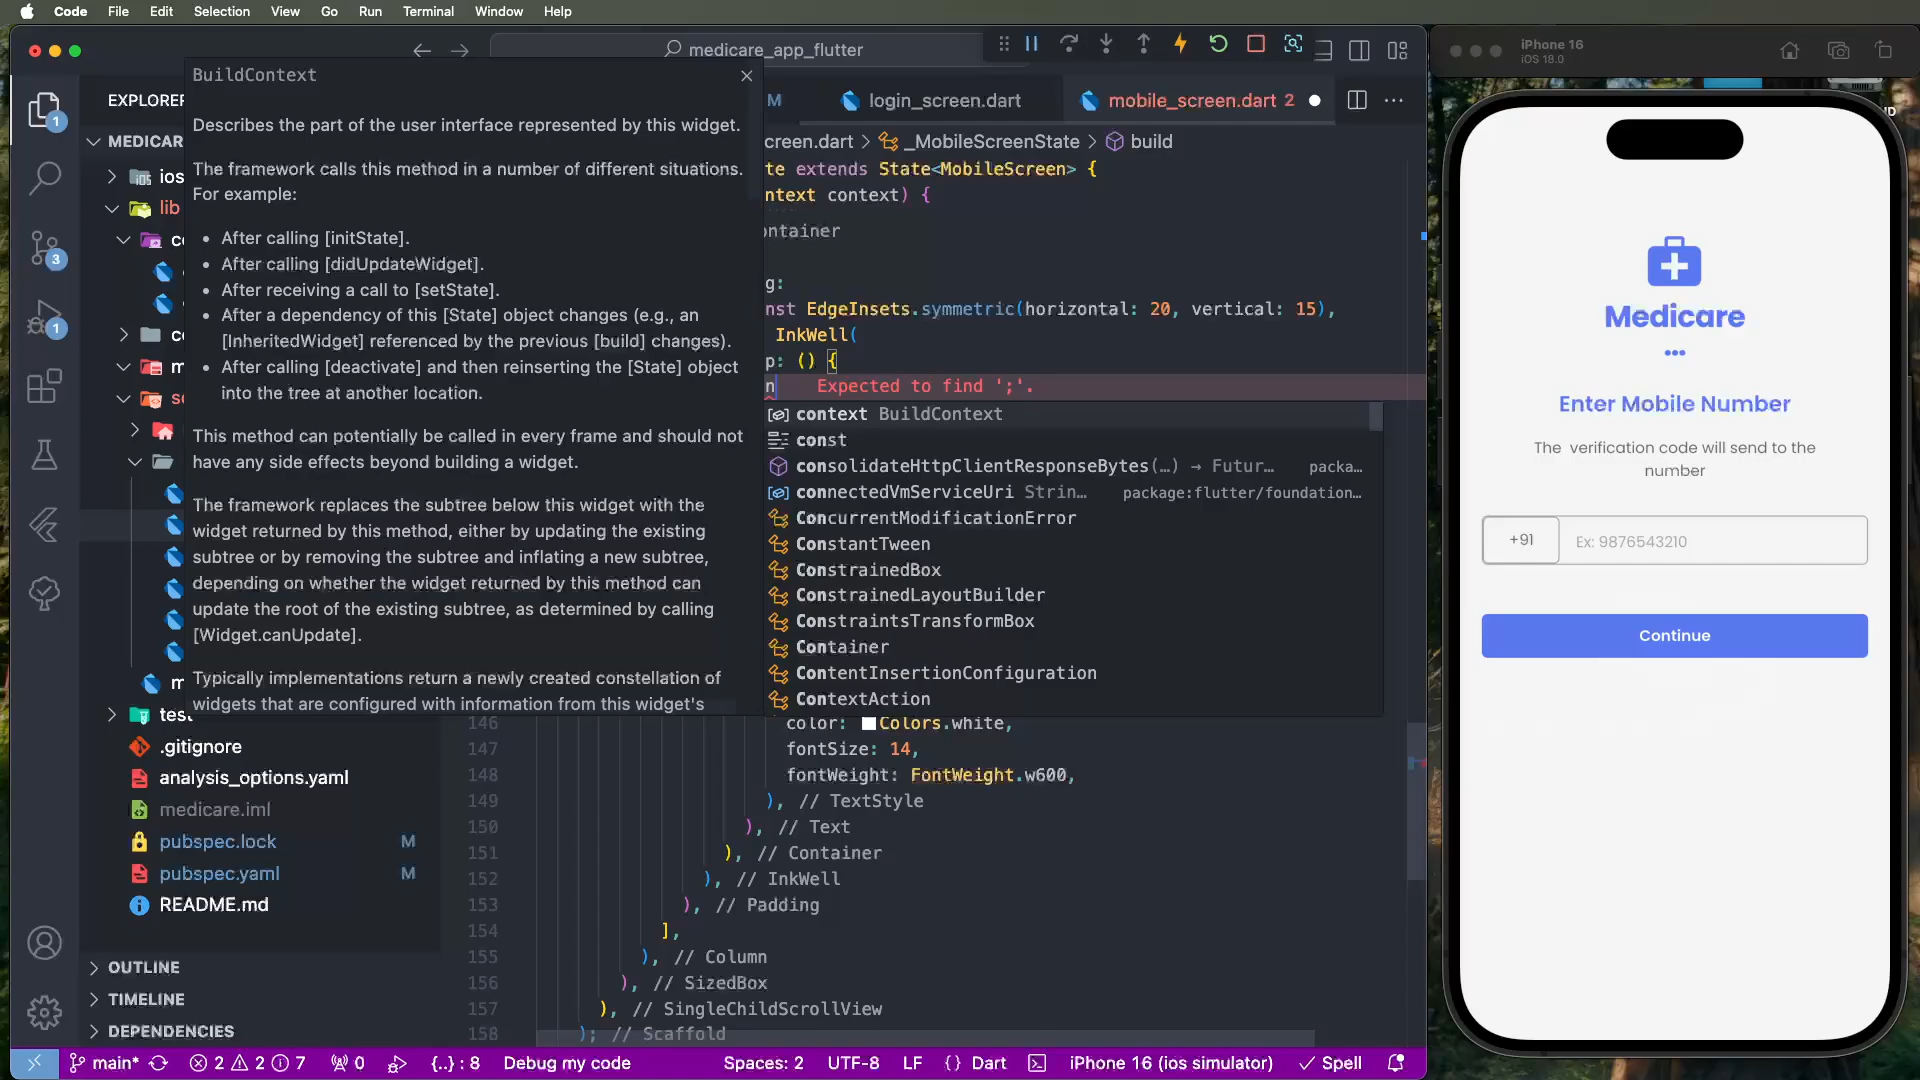 Code File Edit Selection View Go Run Terminal Window Help
medicare_app_flutter
EXPLORER
MEDICAR
ios
lib
test
.gitignore
analysis_options.yaml
medicare.iml
pubspec.lock M
pubspec.yaml M
README.md
OUTLINE
TIMELINE
DEPENDENCIES
1
3
1
BuildContext
Describes the part of the user interface represented by this widget.
The framework calls this method in a number of different situations.
For example:
• After calling [initState].
• After calling [didUpdateWidget].
• After receiving a call to [setState].
• After a dependency of this [State] object changes (e.g., an
[InheritedWidget] referenced by the previous [build] changes).
• After calling [deactivate] and then reinserting the [State] object
into the tree at another location.
This method can potentially be called in every frame and should not
have any side effects beyond building a widget.
The framework replaces the subtree below this widget with the
widget returned by this method, either by updating the existing
subtree or by removing the subtree and inflating a new subtree,
depending on whether the widget returned by this method can
update the root of the existing subtree, as determined by calling
[Widget.canUpdate].
Typically implementations return a newly created constellation of
widgets that are configured with information from this widget's
M login_screen.dart mobile_screen.dart 2
creen.dart > _MobileScreenState > build
te extends State<MobileScreen> {
ntext context) {
ontainer
g:
nst EdgeInsets.symmetric(horizontal: 20, vertical: 15),
InkWell(
p: () {
n Expected to find ';'.
context BuildContext
const
consolidateHttpClientResponseBytes(…) → Futur… packa…
connectedVmServiceUri Strin… package:flutter/foundation…
ConcurrentModificationError
ConstantTween
ConstrainedBox
ConstrainedLayoutBuilder
ConstraintsTransformBox
Container
ContentInsertionConfiguration
ContextAction
146 color: Colors.white,
147 fontSize: 14,
148 fontWeight: FontWeight.w600,
149 ), // TextStyle
150 ), // Text
151 ), // Container
152 ), // InkWell
153 ), // Padding
154 ],
155 ), // Column
156 ), // SizedBox
157 ), // SingleChildScrollView
158 ); // Scaffold
main* 2 2 7 0 {..} : 8 Debug my code Spaces: 2 UTF-8 LF {} Dart iPhone 16 (ios simulator) Spell
iPhone 16
iOS 18.0
Medicare
Enter Mobile Number
The verification code will send to the
number
+91 Ex: 9876543210
Continue